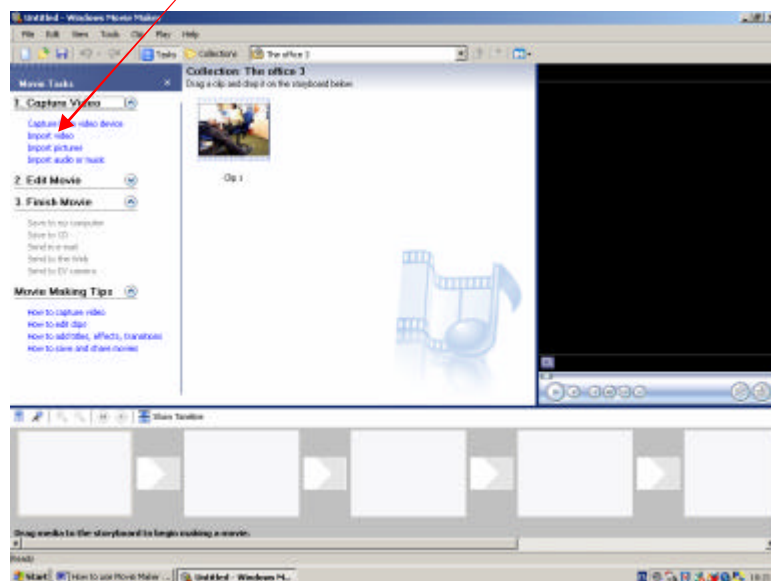 Untitled - Windows Movie Maker
File Edit View Tools Clip Play Help
Tasks Collections The office 3
Movie Tasks
Collection: The office 3
Drag a clip and drop it on the storyboard below.
1. Capture Video
Capture video device
Import video
Import pictures
Import audio or music
Clip 1
2. Edit Movie
3. Finish Movie
Save to my computer
Save to CD
Send in e-mail
Send to the Web
Send to DV camera
Movie Making Tips
How to capture video
How to edit clips
How to add titles, effects, transitions
How to save and share movies
Show Timeline
Drag media to the storyboard to begin making a movie.
Ready
Start How to use Movie Maker ... Untitled - Windows M...